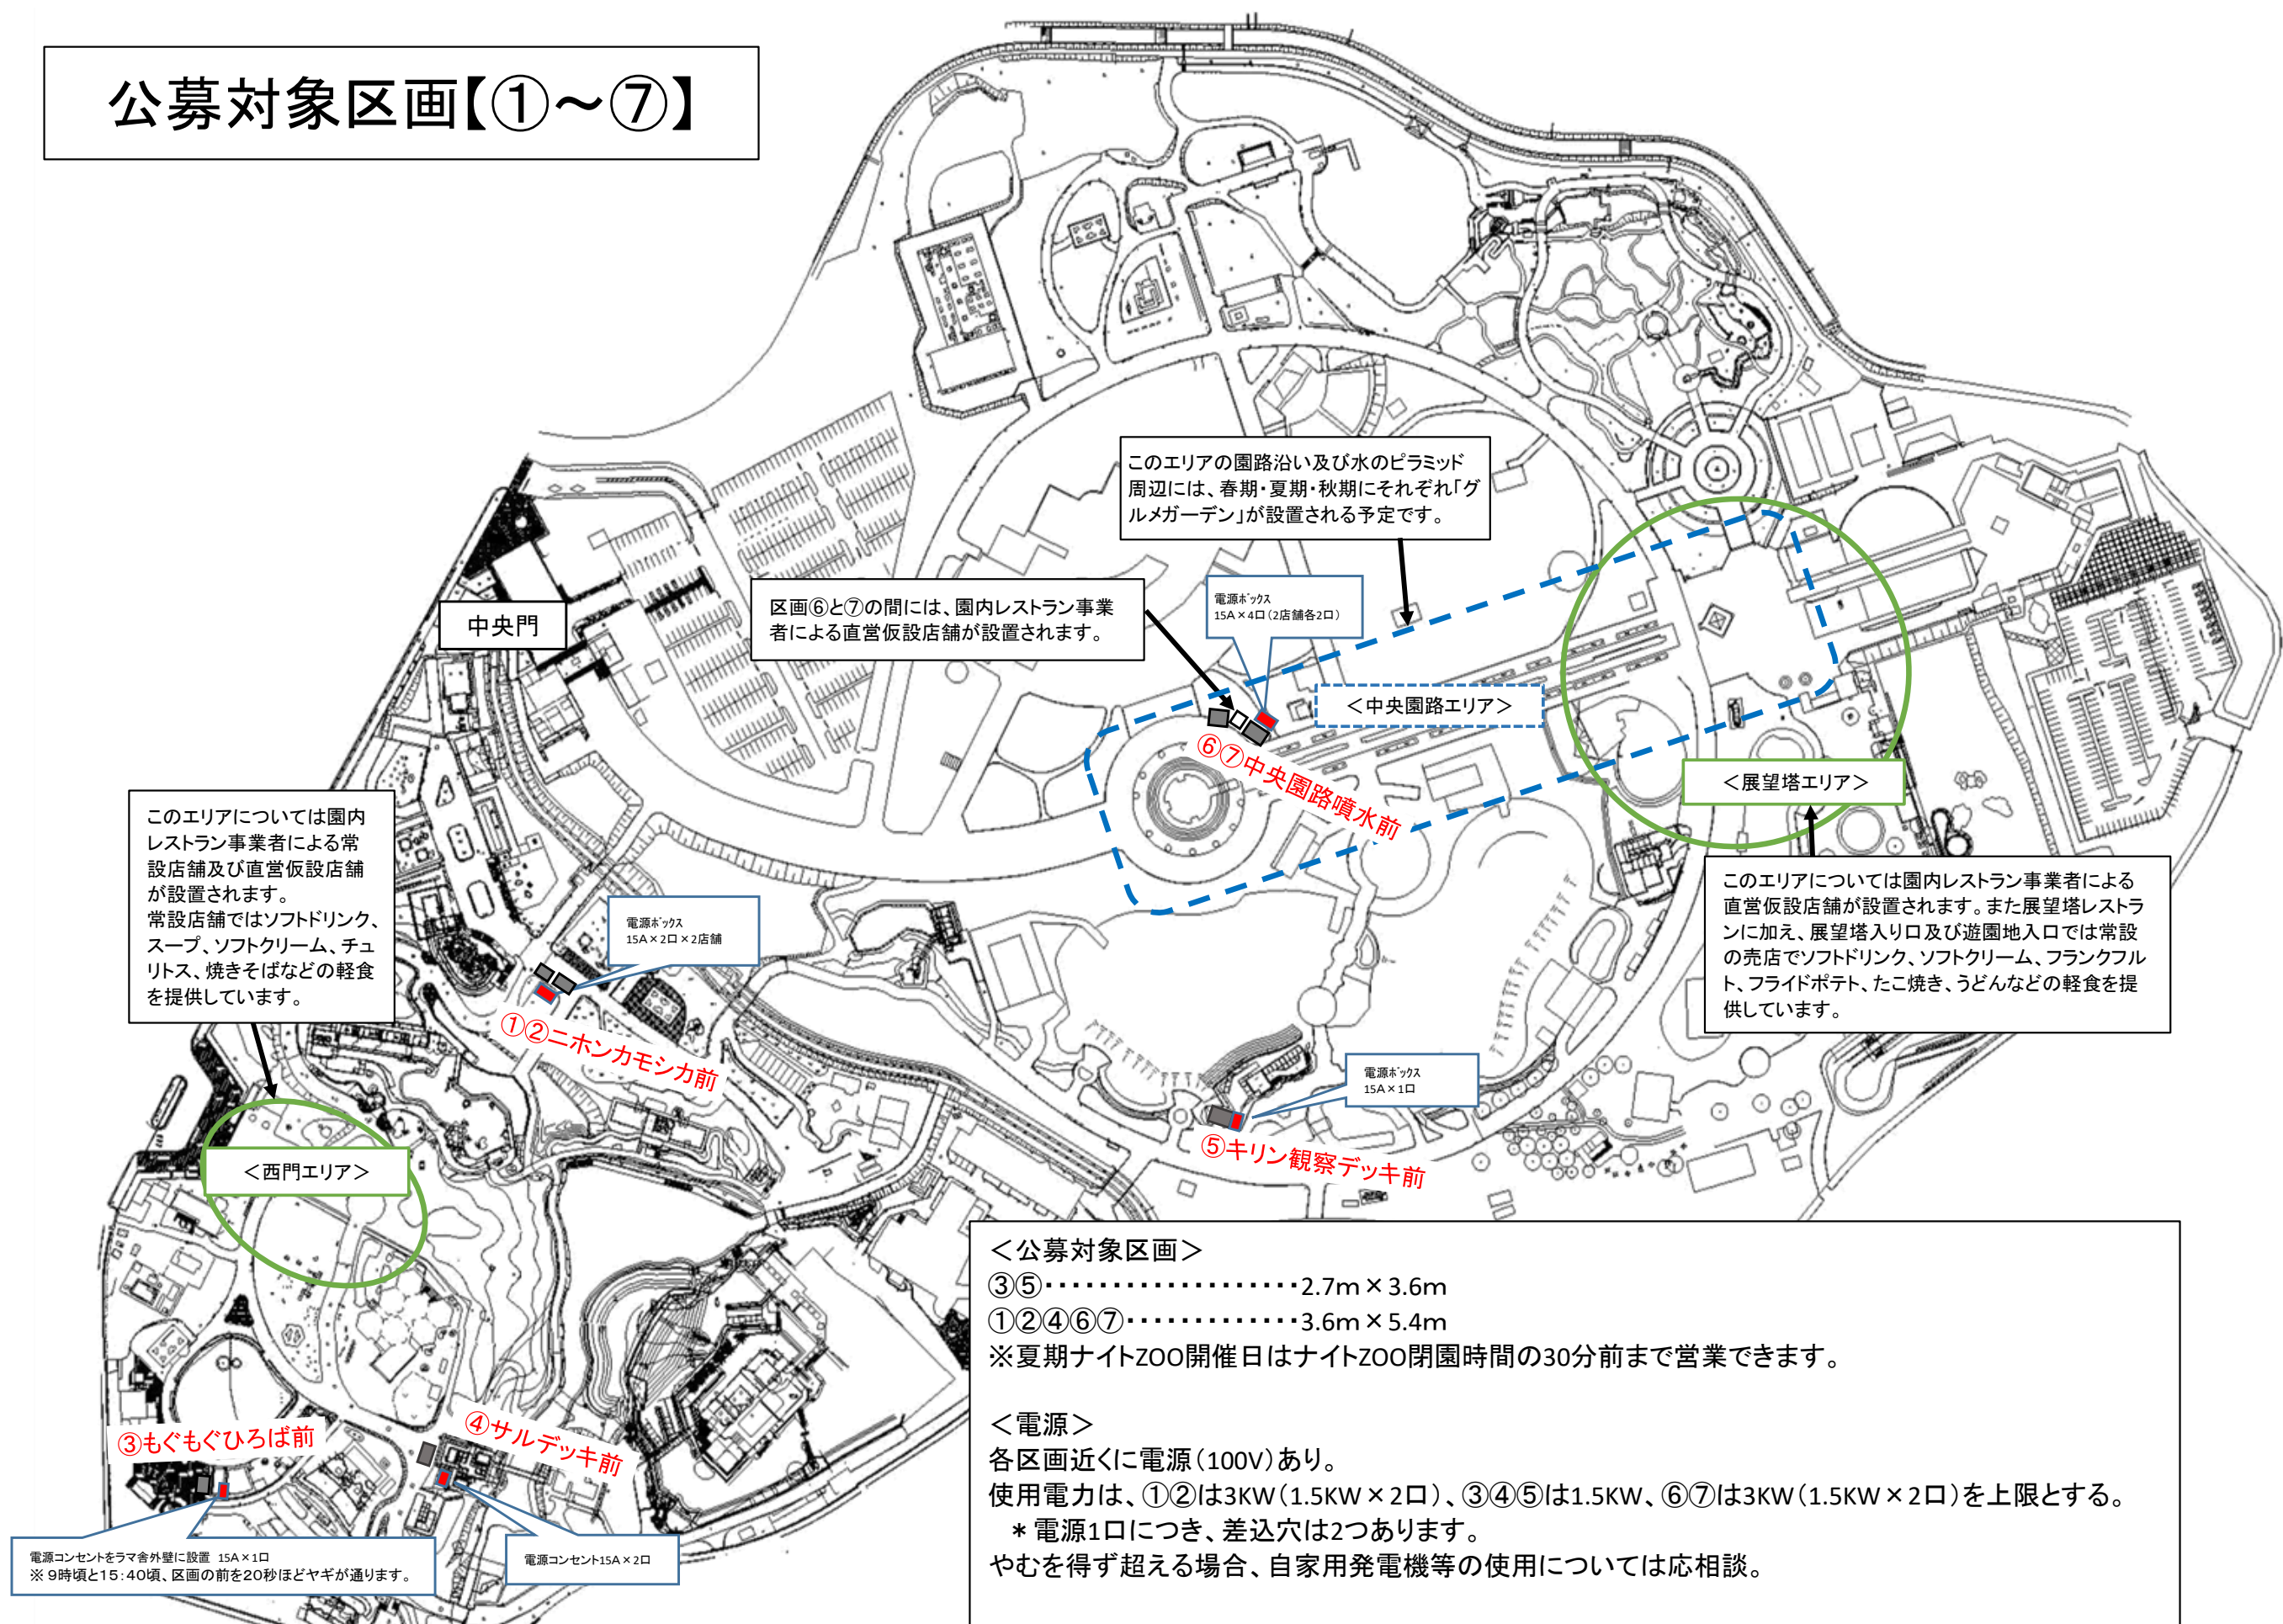 公募対象区画【①～⑦】
このエリアの園路沿い及び水のピラミッド
周辺には、春期・夏期・秋期にそれぞれ「グ
ルメガーデン」が設置される予定です。
区画⑥と⑦の間には、園内レストラン事業
者による直営仮設店舗が設置されます。
電源ﾎﾞｯｸｽ
15A×4口（2店舗各2口）
中央門
＜中央園路エリア＞
⑥⑦中央園路噴水前
＜展望塔エリア＞
このエリアについては園内
レストラン事業者による常
設店舗及び直営仮設店舗
が設置されます。
常設店舗ではソフトドリンク、
スープ、ソフトクリーム、チュ
リトス、焼きそばなどの軽食
を提供しています。
電源ﾎﾞｯｸｽ
15A×2口×2店舗
①②ニホンカモシカ前
このエリアについては園内レストラン事業者による
直営仮設店舗が設置されます。また展望塔レストラ
ンに加え、展望塔入り口及び遊園地入口では常設
の売店でソフトドリンク、ソフトクリーム、フランクフル
ト、フライドポテト、たこ焼き、うどんなどの軽食を提
供しています。
電源ﾎﾞｯｸｽ
15A×1口
⑤キリン観察デッキ前
＜西門エリア＞
③もぐもぐひろば前
④サルデッキ前
電源コンセントをラマ舎外壁に設置 15A×1口
※9時頃と15:40頃、区画の前を20秒ほどヤギが通ります。
電源コンセント15A×2口
＜公募対象区画＞
③⑤・・・・・・・・・・・・・・・・・・・2.7m×3.6m
①②④⑥⑦・・・・・・・・・・・・・3.6m×5.4m
※夏期ナイトZOO開催日はナイトZOO閉園時間の30分前まで営業できます。
＜電源＞
各区画近くに電源（100V）あり。
使用電力は、①②は3KW（1.5KW×2口）、③④⑤は1.5KW、⑥⑦は3KW（1.5KW×2口）を上限とする。
＊電源1口につき、差込穴は2つあります。
やむを得ず超える場合、自家用発電機等の使用については応相談。